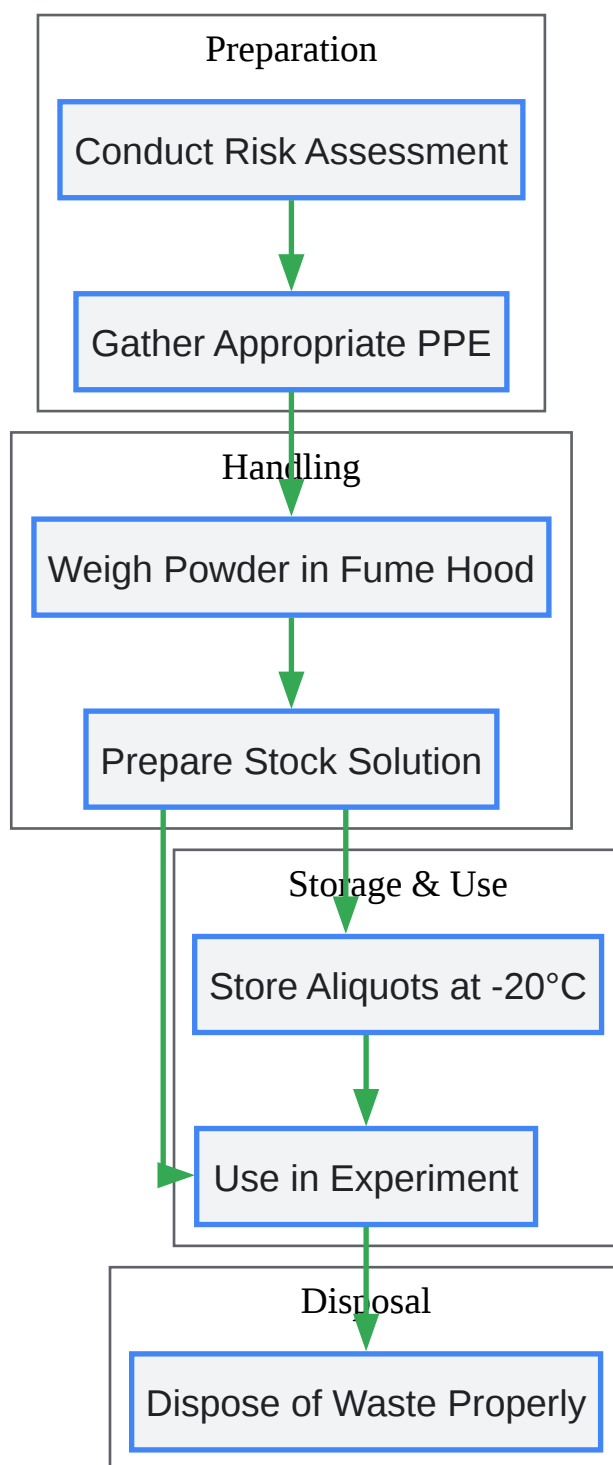 Preparation
Conduct Risk Assessment
Gather Appropriate PPE
Handling
Weigh Powder in Fume Hood
Prepare Stock Solution
Storage & Use
Store Aliquots at -20°C
Use in Experiment
Disposal
Dispose of Waste Properly